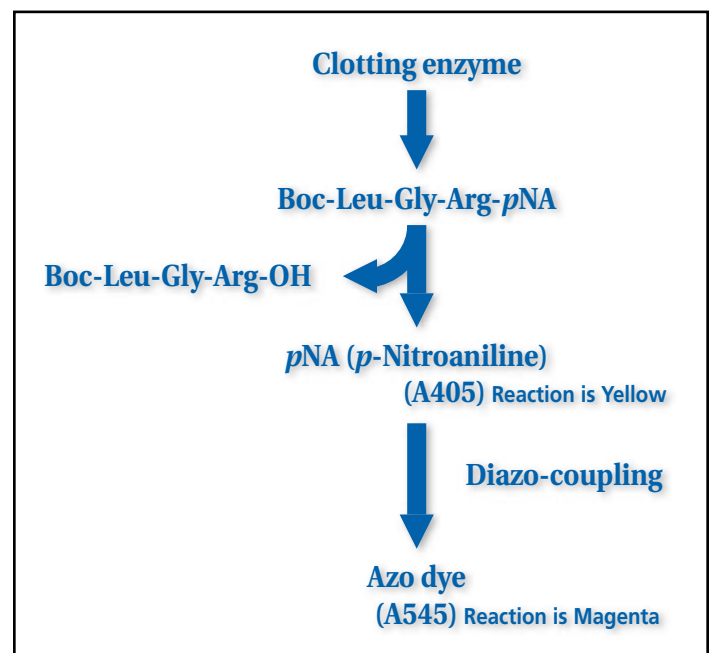 Clotting enzyme
Boc-Leu-Gly-Arg-pNA
Boc-Leu-Gly-Arg-OH
pNA (p-Nitroaniline)
(A405) Reaction is Yellow
Diazo-coupling
Azo dye
(A545) Reaction is Magenta